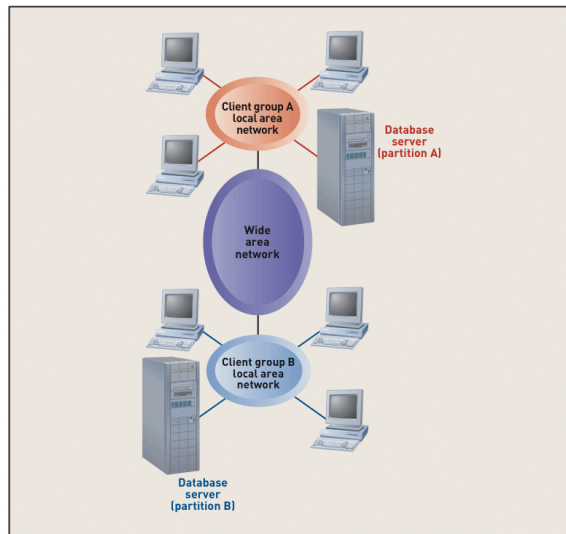 Client group A
local area
network
Database
server
(partition A)
Wide
area
network
Client group B
local area
network
Database
server
(partition B)